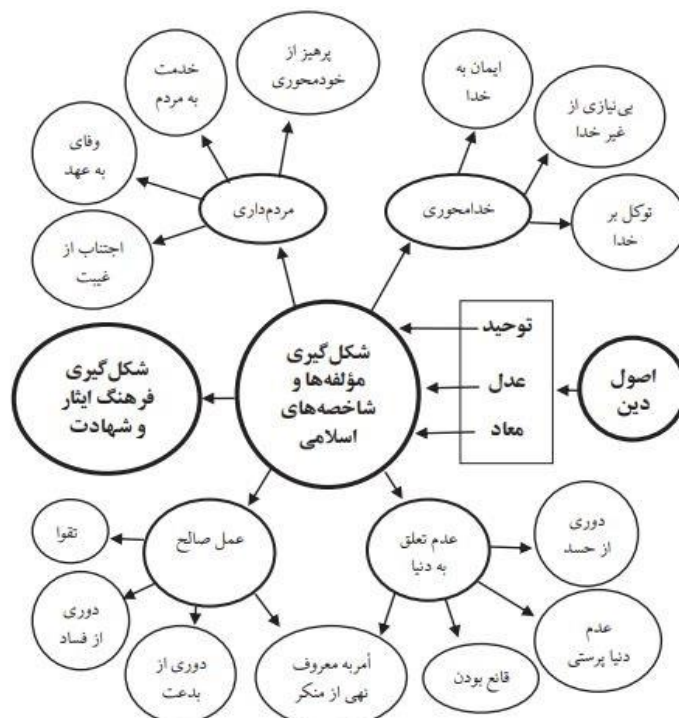 پرهیز از
خودمحوری
خدمت
به مردم
وفای
به عهد
اجتناب از
غیبت
مردم‌داری
ایمان به
خدا
بی‌نیازی از
غیر خدا
توکل بر
خدا
خدامحوری
اصول
دین
توحید
عدل
معاد
شکل‌گیری
مؤلفه‌ها و
شاخصه‌های
اسلامی
شکل‌گیری
فرهنگ ایثار
و شهادت
عدم تعلق
به دنیا
دوری
از حسد
عدم
دنیا پرستی
قانع بودن
أمربه معروف
نهی از منکر
عمل صالح
تقوا
دوری
از فساد
دوری از
بدعت